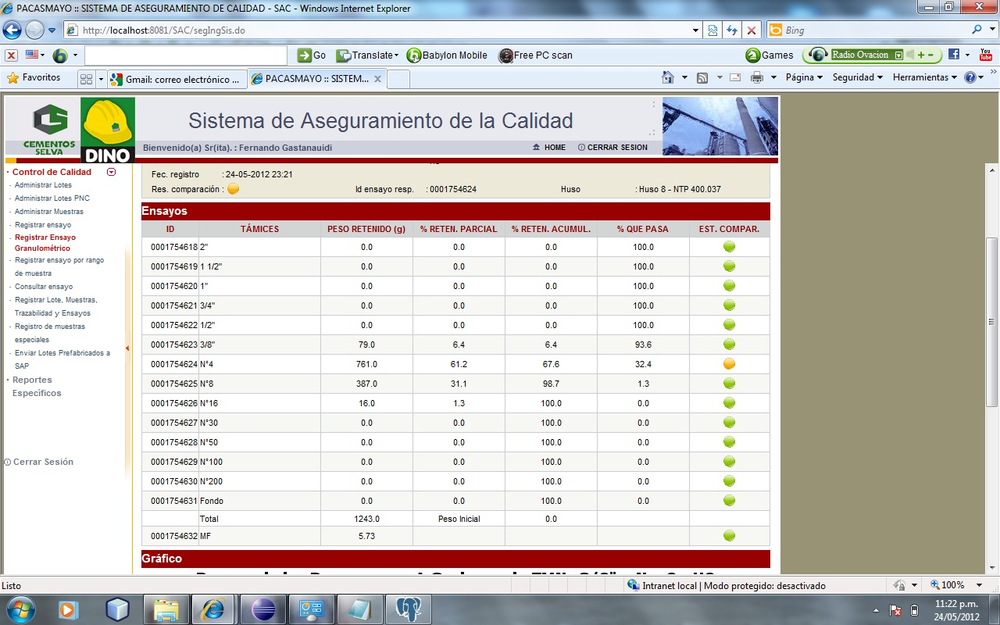 PACASMAYO :: SISTEMA DE ASEGURAMIENTO DE CALIDAD - SAC - Windows Internet Explorer
http://localhost:8081/SAC/segIngSis.do
Bing
Go Translate Babylon Mobile Free PC scan Games Radio Ovacion You Tube
Favoritos Gmail: correo electrónico ... PACASMAYO :: SISTEM... Página Seguridad Herramientas
CEMENTOS SELVA
DINO
Sistema de Aseguramiento de la Calidad
Bienvenido(a) Sr(ita). : Fernando Gastanauidi HOME CERRAR SESION
Control de Calidad
Administrar Lotes
Administrar Lotes PNC
Administrar Muestras
Registrar ensayo
Registrar Ensayo
Granulométrico
Registrar ensayo por rango
de muestra
Consultar ensayo
Registrar Lote, Muestras,
Trazabilidad y Ensayos
Registro de muestras
especiales
Enviar Lotes Prefabricados a
SAP
Reportes
Específicos
Cerrar Sesión
Fec. registro : 24-05-2012 23:21
Res. comparación : Id ensayo resp. : 0001754624 Huso : Huso 8 - NTP 400.037
Ensayos
ID TÁMICES PESO RETENIDO (g) % RETEN. PARCIAL % RETEN. ACUMUL. % QUE PASA EST. COMPAR.
0001754618 2" 0.0 0.0 0.0 100.0
0001754619 1 1/2" 0.0 0.0 0.0 100.0
0001754620 1" 0.0 0.0 0.0 100.0
0001754621 3/4" 0.0 0.0 0.0 100.0
0001754622 1/2" 0.0 0.0 0.0 100.0
0001754623 3/8" 79.0 6.4 6.4 93.6
0001754624 N°4 761.0 61.2 67.6 32.4
0001754625 N°8 387.0 31.1 98.7 1.3
0001754626 N°16 16.0 1.3 100.0 0.0
0001754627 N°30 0.0 0.0 100.0 0.0
0001754628 N°50 0.0 0.0 100.0 0.0
0001754629 N°100 0.0 0.0 100.0 0.0
0001754630 N°200 0.0 0.0 100.0 0.0
0001754631 Fondo 0.0 0.0 100.0 0.0
Total 1243.0 Peso Inicial 0.0
0001754632 MF 5.73
Gráfico
Listo Intranet local | Modo protegido: desactivado 100%
11:22 p.m.
24/05/2012